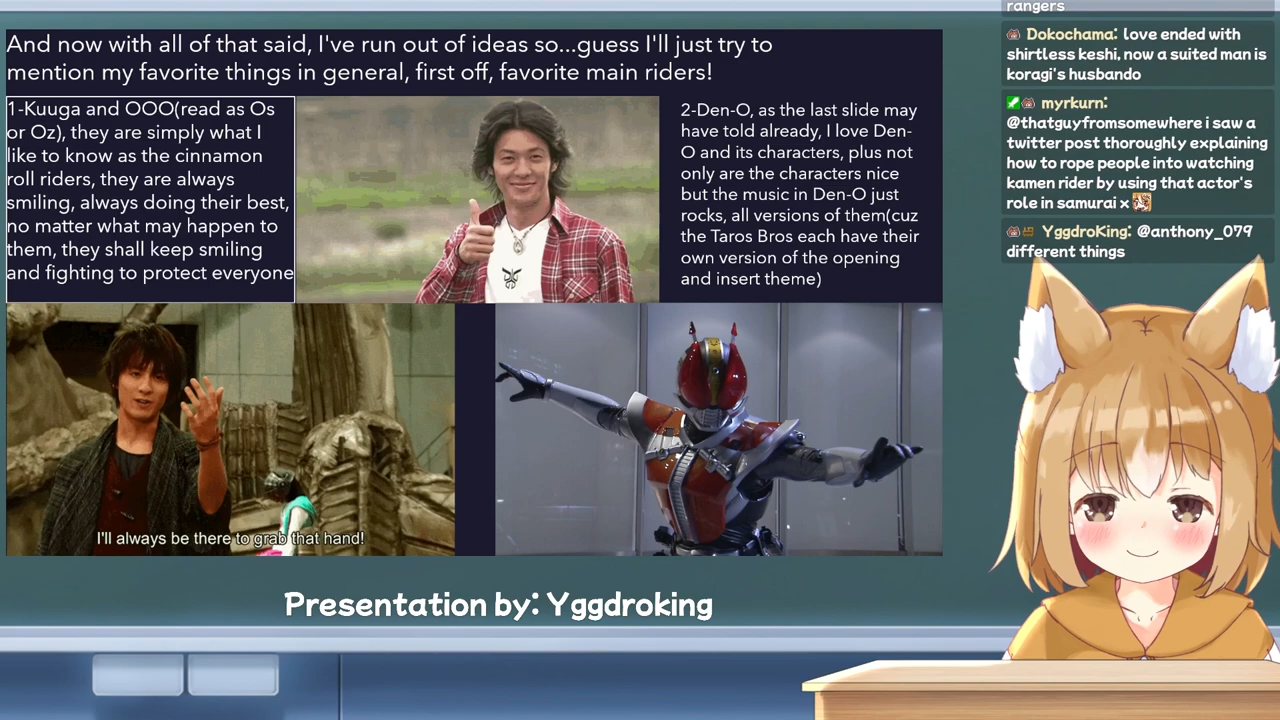 And now with all of that said, I've run out of ideas so...guess I'll just try to
mention my favorite things in general, first off, favorite main riders!
1-Kuuga and OOO(read as Os
or Oz), they are simply what I
like to know as the cinnamon
roll riders, they are always
smiling, always doing their best,
no matter what may happen to
them, they shall keep smiling
and fighting to protect everyone
2-Den-O, as the last slide may
have told already, I love Den-
O and its characters, plus not
only are the characters nice
but the music in Den-O just
rocks, all versions of them(cuz
the Taros Bros each have their
own version of the opening
and insert theme)
I'll always be there to grab that hand!
Presentation by: Yggdroking
rangers
Dokochama: love ended with
shirtless keshi, now a suited man is
koragi's husbando
myrkurn:
@thatguyfromsomewhere i saw a
twitter post thoroughly explaining
how to rope people into watching
kamen rider by using that actor's
role in samurai x
YggdroKing: @anthony_079
different things